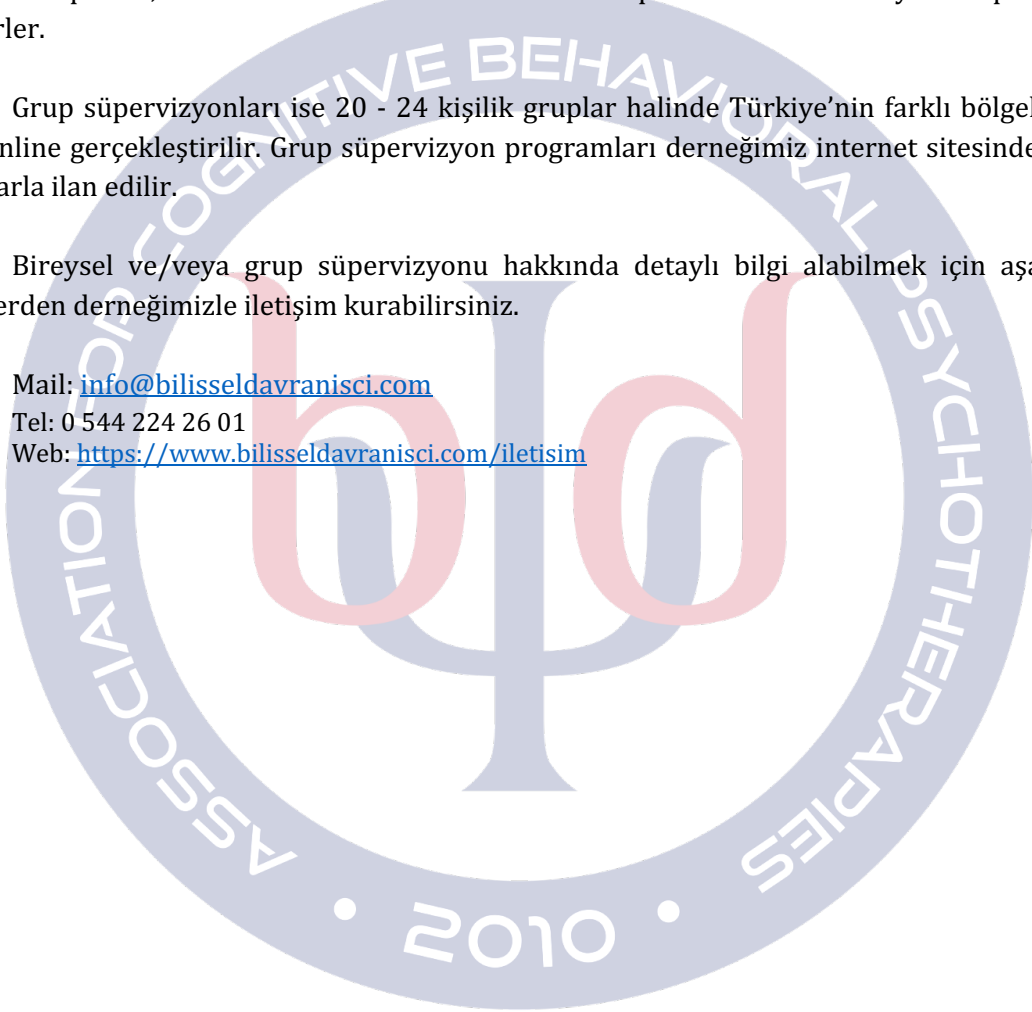 rler.
Grup süpervizyonları ise 20 - 24 kişilik gruplar halinde Türkiye’nin farklı bölgel
nline gerçekleştirilir. Grup süpervizyon programları derneğimiz internet sitesinde
arla ilan edilir.
Bireysel ve/veya grup süpervizyonu hakkında detaylı bilgi alabilmek için aşa
erden derneğimizle iletişim kurabilirsiniz.
Mail: info@bilisseldavranisci.com
Tel: 0 544 224 26 01
Web: https://www.bilisseldavranisci.com/iletisim
ASSOCIATION FOR COGNITIVE BEHAVIORAL PSYCHOTHERAPIES
• 2010 •
bd